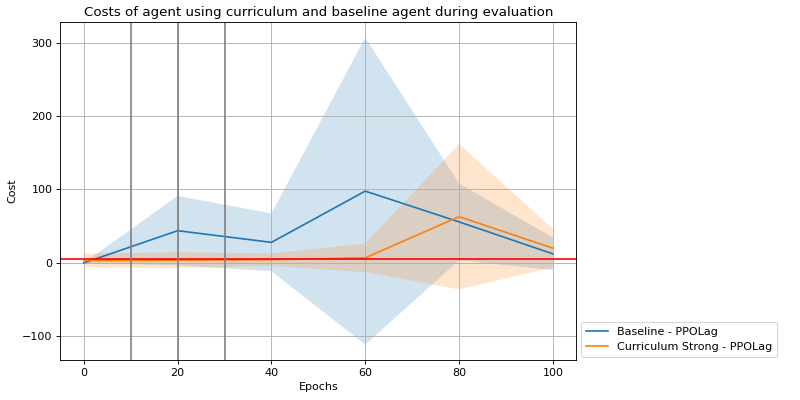 Costs of agent using curriculum and baseline agent during evaluation
300
200
100
0
−100
Cost
0 20 40 60 80 100
Epochs
Baseline - PPOLag
Curriculum Strong - PPOLag